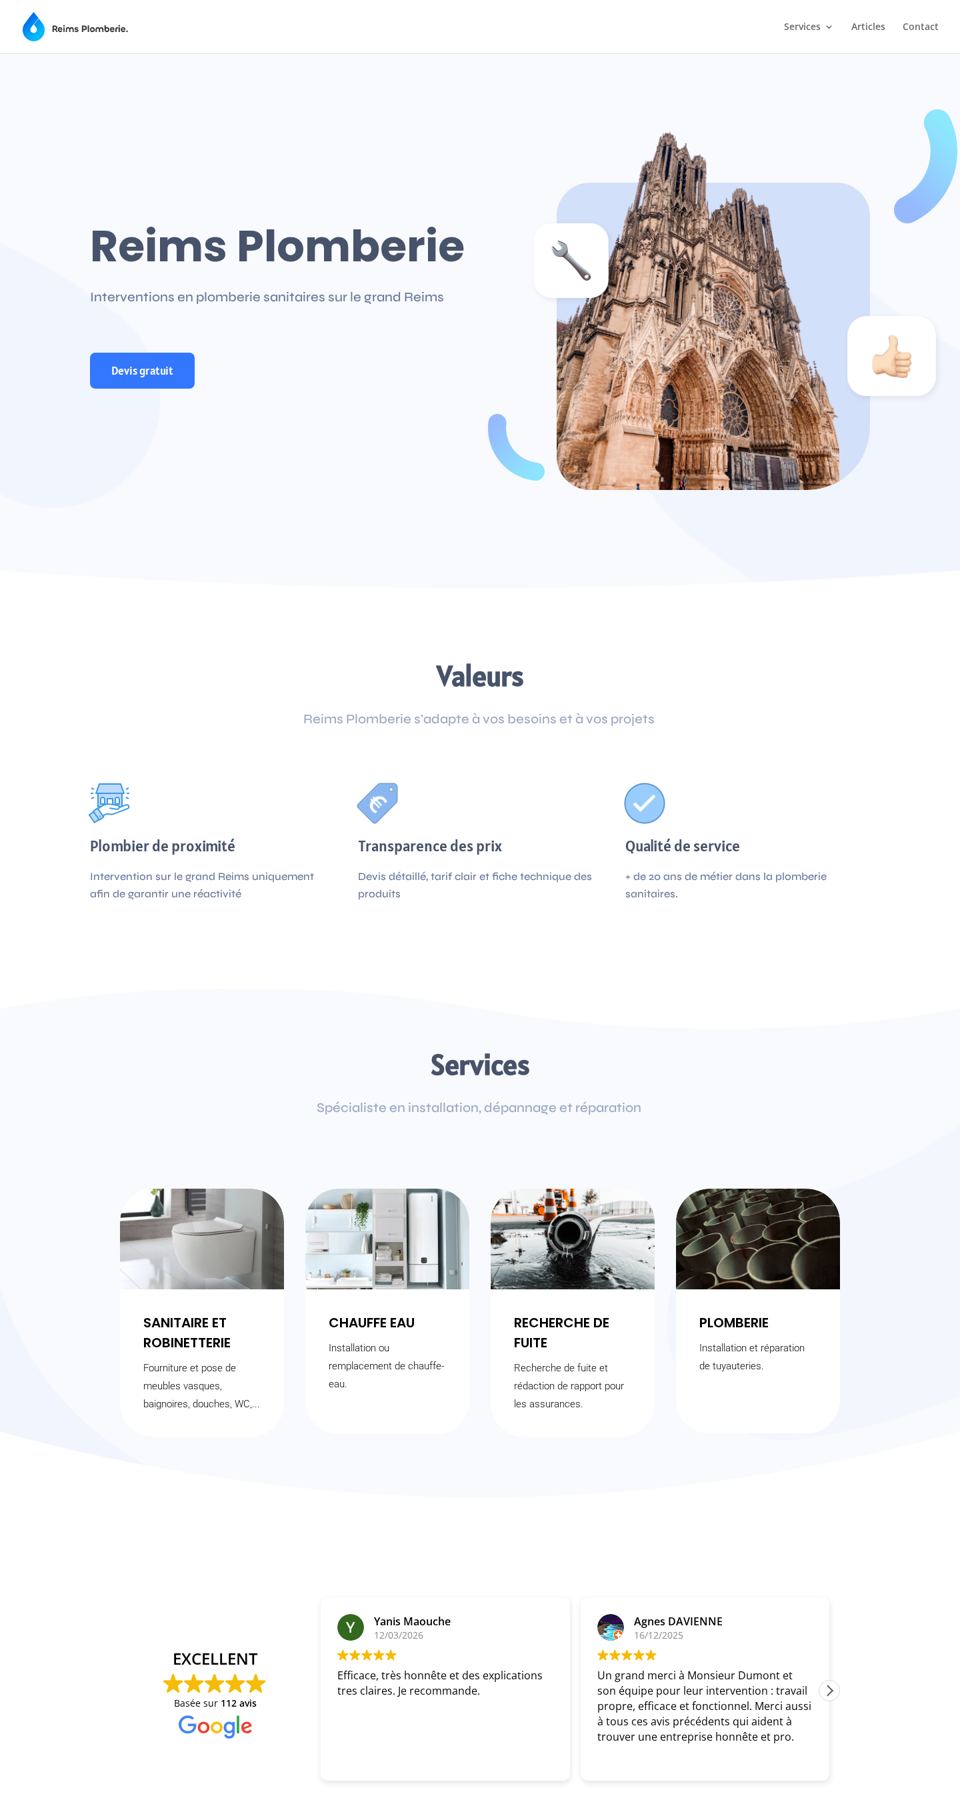 Reims Plomberie.
Services
Articles
Contact
Reims Plomberie
Interventions en plomberie sanitaires sur le grand Reims
Devis gratuit
Valeurs
Reims Plomberie s'adapte à vos besoins et à vos projets
Plombier de proximité
Intervention sur le grand Reims uniquement
afin de garantir une réactivité
Transparence des prix
Devis détaillé, tarif clair et fiche technique des
produits
Qualité de service
+ de 20 ans de métier dans la plomberie
sanitaires.
Services
Spécialiste en installation, dépannage et réparation
SANITAIRE ET
ROBINETTERIE
Fourniture et pose de
meubles vasques,
baignoires, douches, WC,...
CHAUFFE EAU
Installation ou
remplacement de chauffe-
eau.
RECHERCHE DE
FUITE
Recherche de fuite et
rédaction de rapport pour
les assurances.
PLOMBERIE
Installation et réparation
de tuyauteries.
EXCELLENT
Basée sur 112 avis
Google
Y
Yanis Maouche
12/03/2026
Efficace, très honnête et des explications
tres claires. Je recommande.
Agnes DAVIENNE
16/12/2025
Un grand merci à Monsieur Dumont et
son équipe pour leur intervention : travail
propre, efficace et fonctionnel. Merci aussi
à tous ces avis précédents qui aident à
trouver une entreprise honnête et pro.